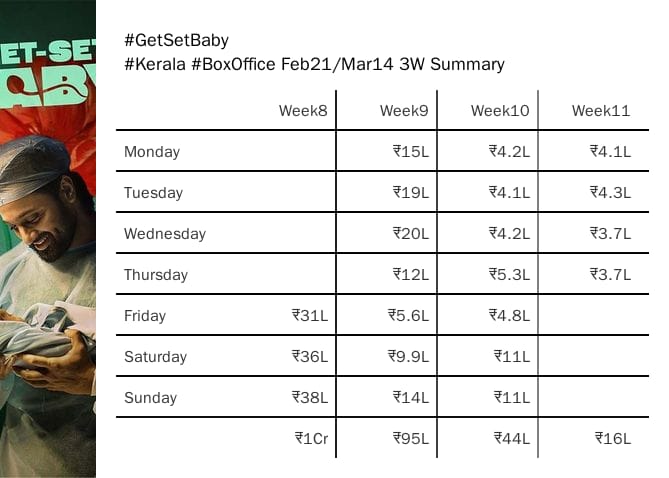 ET-SET
BABY
#GetSetBaby
#Kerala #BoxOffice Feb21/Mar14 3W Summary
Week8 Week9 Week10 Week11
Monday ₹15L ₹4.2L ₹4.1L
Tuesday ₹19L ₹4.1L ₹4.3L
Wednesday ₹20L ₹4.2L ₹3.7L
Thursday ₹12L ₹5.3L ₹3.7L
Friday ₹31L ₹5.6L ₹4.8L
Saturday ₹36L ₹9.9L ₹11L
Sunday ₹38L ₹14L ₹11L
₹1Cr ₹95L ₹44L ₹16L